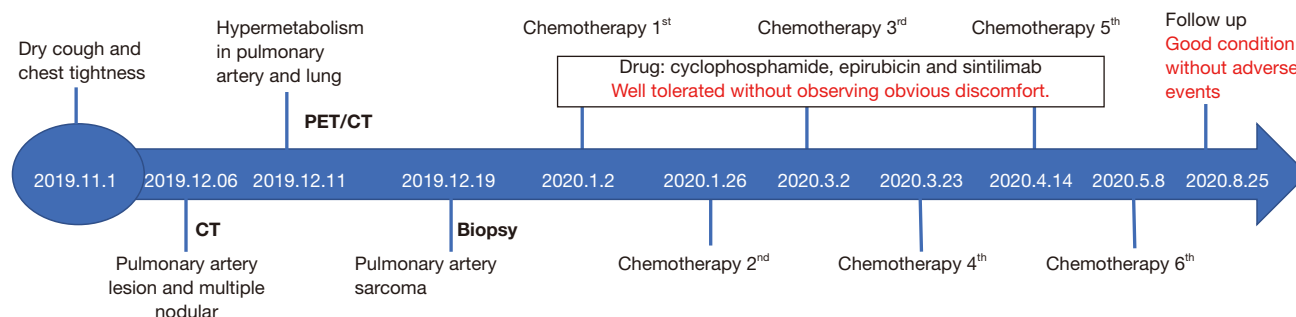 Dry cough and
chest tightness
Hypermetabolism
in pulmonary
artery and lung
PET/CT
Chemotherapy 1st
Chemotherapy 3rd
Chemotherapy 5th
Drug: cyclophosphamide, epirubicin and sintilimab
Well tolerated without observing obvious discomfort.
Follow up
Good condition
without adverse
events
2019.11.1 2019.12.06 2019.12.11 2019.12.19 2020.1.2 2020.1.26 2020.3.2 2020.3.23 2020.4.14 2020.5.8 2020.8.25
CT
Pulmonary artery
lesion and multiple
nodular
Biopsy
Pulmonary artery
sarcoma
Chemotherapy 2nd
Chemotherapy 4th
Chemotherapy 6th